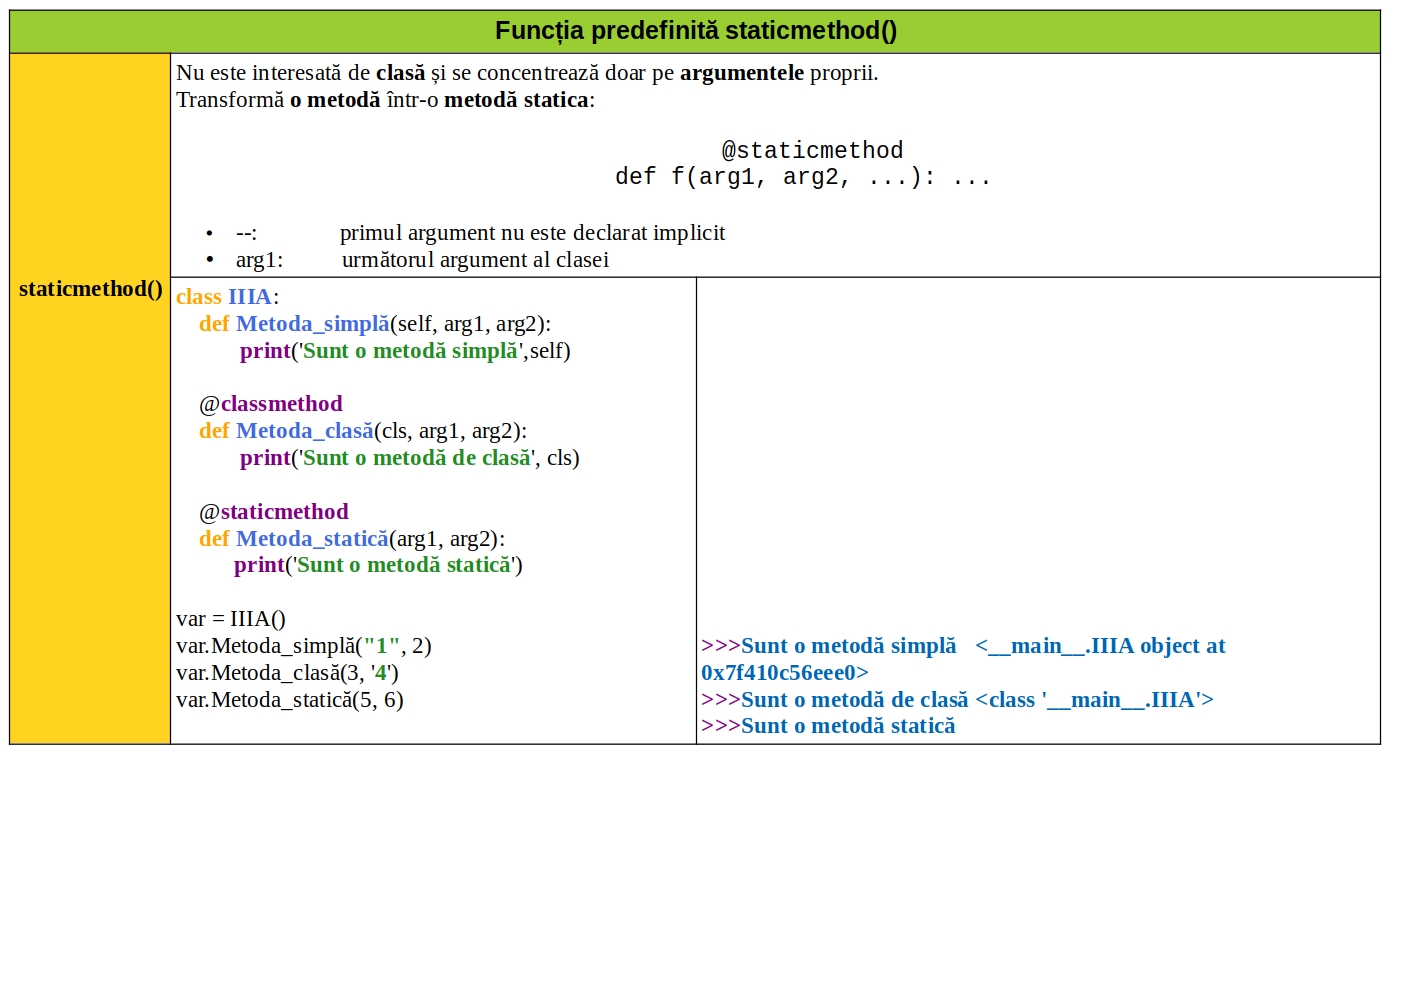 Funcția predefinită staticmethod()
staticmethod()
Nu este interesată de clasă și se concentrează doar pe argumentele proprii.
Transformă o metodă într-o metodă statica:
@staticmethod
def f(arg1, arg2, ...): ...
• --: primul argument nu este declarat implicit
• arg1: următorul argument al clasei
class IIIA:
def Metoda_simplă(self, arg1, arg2):
print('Sunt o metodă simplă',self)
@classmethod
def Metoda_clasă(cls, arg1, arg2):
print('Sunt o metodă de clasă', cls)
@staticmethod
def Metoda_statică(arg1, arg2):
print('Sunt o metodă statică')
var = IIIA()
var.Metoda_simplă("1", 2)
var.Metoda_clasă(3, '4')
var.Metoda_statică(5, 6)
>>>Sunt o metodă simplă <__main__.IIIA object at
0x7f410c56eee0>
>>>Sunt o metodă de clasă <class '__main__.IIIA'>
>>>Sunt o metodă statică